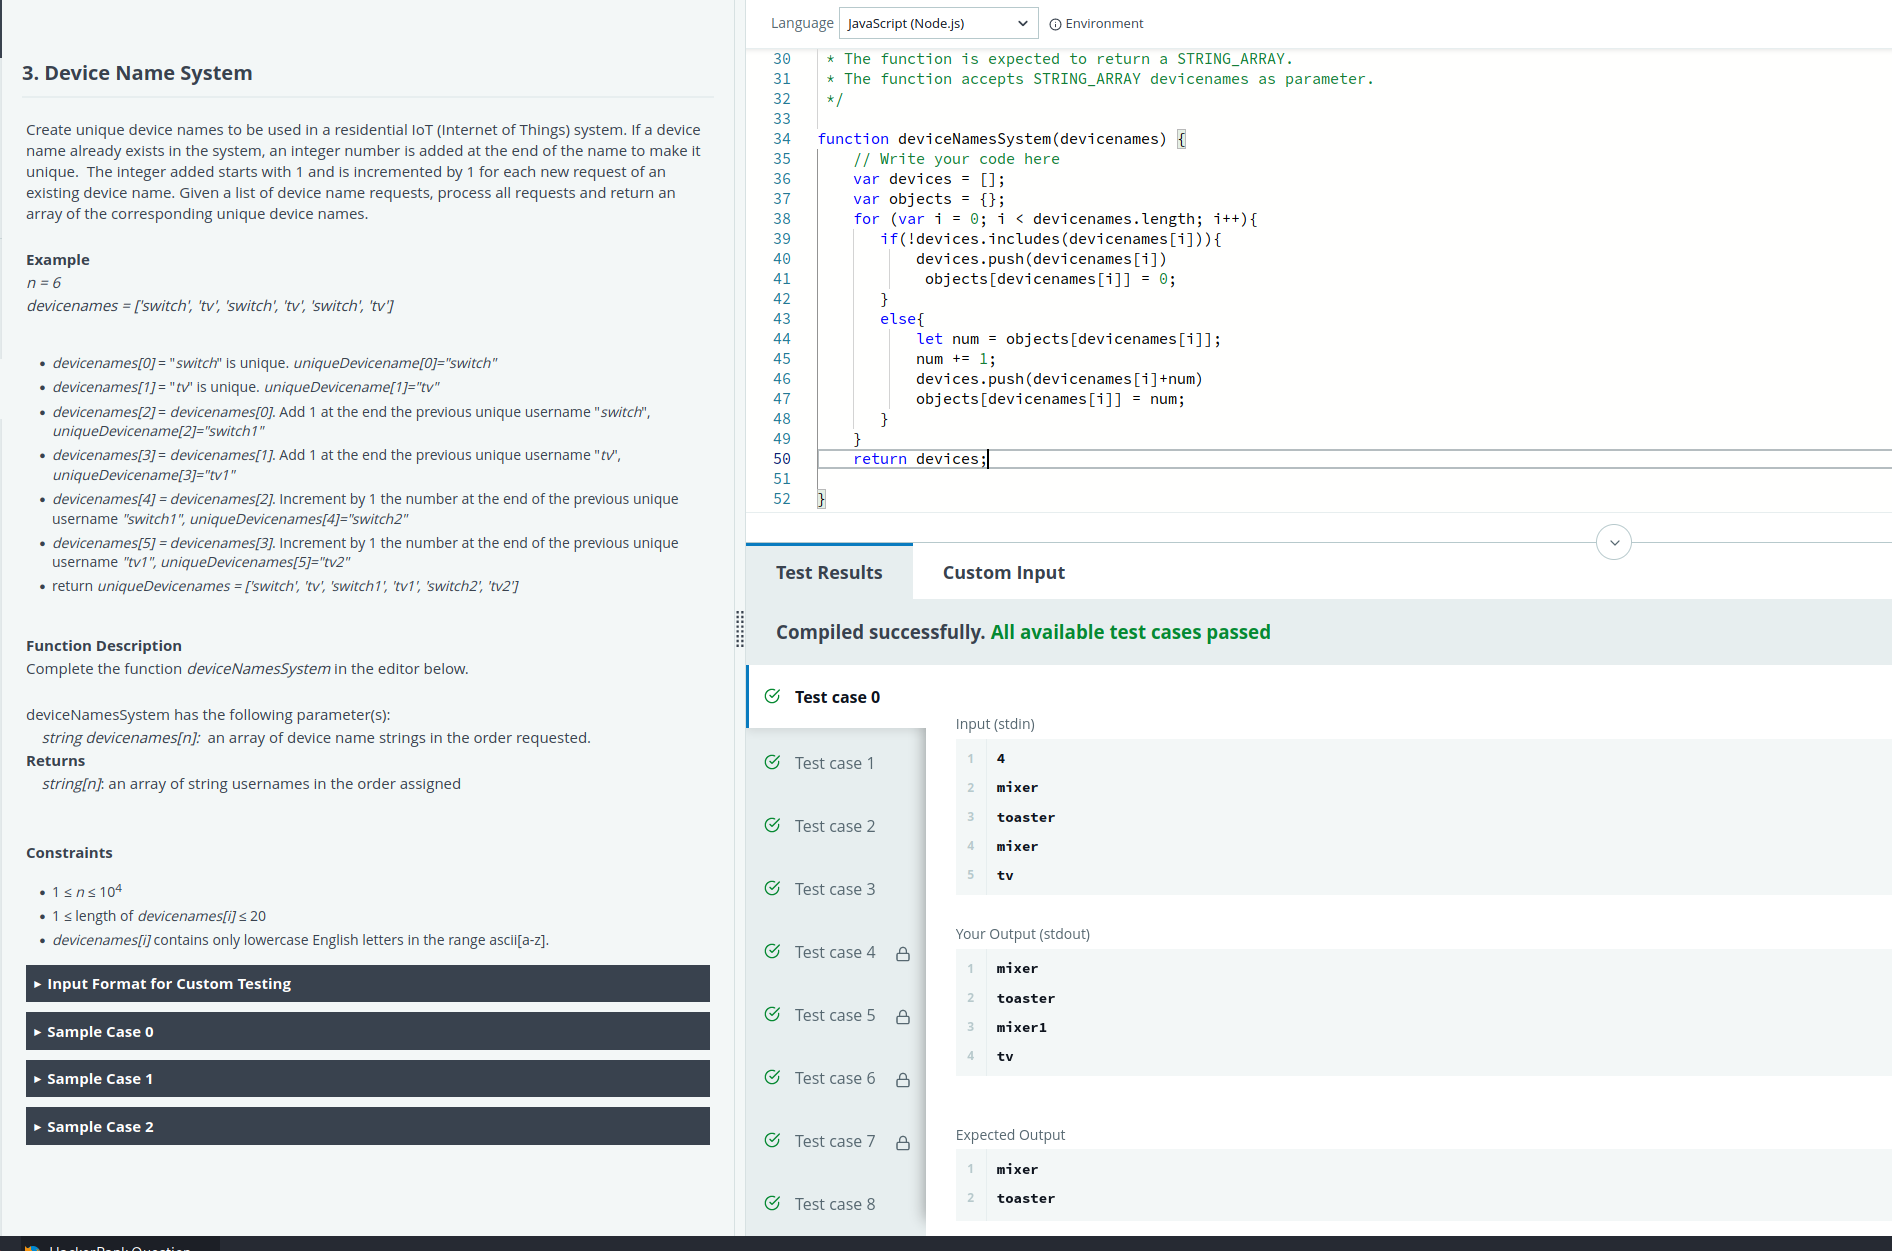 3. Device Name System
Create unique device names to be used in a residential IoT (Internet of Things) system. If a device
name already exists in the system, an integer number is added at the end of the name to make it
unique. The integer added starts with 1 and is incremented by 1 for each new request of an
existing device name. Given a list of device name requests, process all requests and return an
array of the corresponding unique device names.
Example
n = 6
devicenames = ['switch', 'tv', 'switch', 'tv', 'switch', 'tv']
• devicenames[0] = "switch" is unique. uniqueDevicename[0]="switch"
• devicenames[1] = "tv" is unique. uniqueDevicename[1]="tv"
• devicenames[2] = devicenames[0]. Add 1 at the end the previous unique username "switch",
uniqueDevicename[2]="switch1"
• devicenames[3] = devicenames[1]. Add 1 at the end the previous unique username "tv",
uniqueDevicename[3]="tv1"
• devicenames[4] = devicenames[2]. Increment by 1 the number at the end of the previous unique
username "switch1", uniqueDevicenames[4]="switch2"
• devicenames[5] = devicenames[3]. Increment by 1 the number at the end of the previous unique
username "tv1", uniqueDevicenames[5]="tv2"
• return uniqueDevicenames = ['switch', 'tv', 'switch1', 'tv1', 'switch2', 'tv2']
Function Description
Complete the function deviceNamesSystem in the editor below.
deviceNamesSystem has the following parameter(s):
string devicenames[n]: an array of device name strings in the order requested.
Returns
string[n]: an array of string usernames in the order assigned
Constraints
• 1 ≤ n ≤ 10^4
• 1 ≤ length of devicenames[i] ≤ 20
• devicenames[i] contains only lowercase English letters in the range ascii[a-z].
▸ Input Format for Custom Testing
▸ Sample Case 0
▸ Sample Case 1
▸ Sample Case 2
HackerRank Question
Language JavaScript (Node.js) Environment
30 * The function is expected to return a STRING_ARRAY.
31 * The function accepts STRING_ARRAY devicenames as parameter.
32 */
33
34 function deviceNamesSystem(devicenames) {
35 // Write your code here
36 var devices = [];
37 var objects = {};
38 for (var i = 0; i < devicenames.length; i++){
39 if(!devices.includes(devicenames[i])){
40 devices.push(devicenames[i])
41 objects[devicenames[i]] = 0;
42 }
43 else{
44 let num = objects[devicenames[i]];
45 num += 1;
46 devices.push(devicenames[i]+num)
47 objects[devicenames[i]] = num;
48 }
49 }
50 return devices;
51
52 }
Test Results Custom Input
Compiled successfully. All available test cases passed
Test case 0
Test case 1
Test case 2
Test case 3
Test case 4
Test case 5
Test case 6
Test case 7
Test case 8
Input (stdin)
1 4
2 mixer
3 toaster
4 mixer
5 tv
Your Output (stdout)
1 mixer
2 toaster
3 mixer1
4 tv
Expected Output
1 mixer
2 toaster